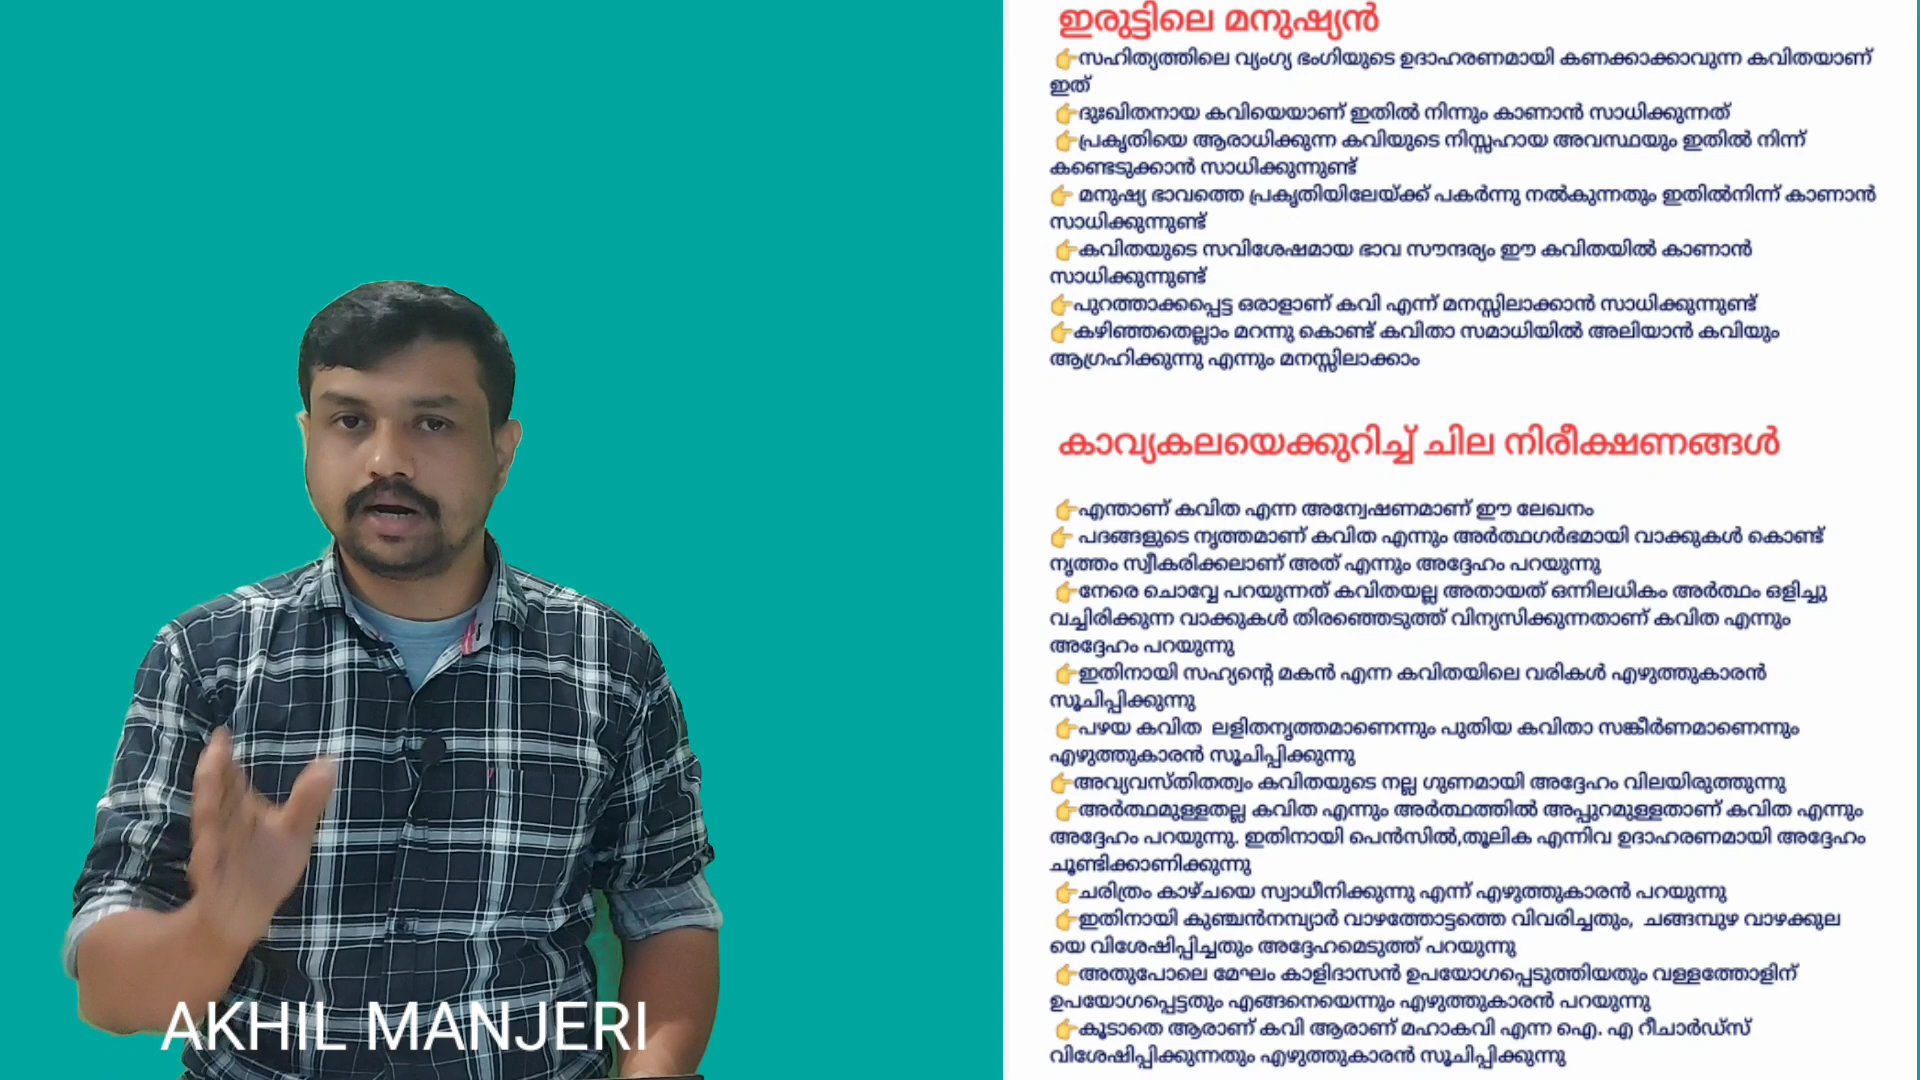 AKHIL MANJERI
ഇരുട്ടിലെ മനുഷ്യൻ
👉സഹിത്യത്തിലെ വ്യംഗ്യ ഭംഗിയുടെ ഉദാഹരണമായി കണക്കാക്കാവുന്ന കവിതയാണ്
ഇത്
👉ദുഃഖിതനായ കവിയെയാണ് ഇതിൽ നിന്നും കാണാൻ സാധിക്കുന്നത്
👉പ്രകൃതിയെ ആരാധിക്കുന്ന കവിയുടെ നിസ്സഹായ അവസ്ഥയും ഇതിൽ നിന്ന്
കണ്ടെടുക്കാൻ സാധിക്കുന്നുണ്ട്
👉 മനുഷ്യ ഭാവത്തെ പ്രകൃതിയിലേയ്ക്ക് പകർന്നു നൽകുന്നതും ഇതിൽനിന്ന് കാണാൻ
സാധിക്കുന്നുണ്ട്
👉കവിതയുടെ സവിശേഷമായ ഭാവ സൗന്ദര്യം ഈ കവിതയിൽ കാണാൻ
സാധിക്കുന്നുണ്ട്
👉പുറത്താക്കപ്പെട്ട ഒരാളാണ് കവി എന്ന് മനസ്സിലാക്കാൻ സാധിക്കുന്നുണ്ട്
👉കഴിഞ്ഞതെല്ലാം മറന്നു കൊണ്ട് കവിതാ സമാധിയിൽ അലിയാൻ കവിയും
ആഗ്രഹിക്കുന്നു എന്നും മനസ്സിലാക്കാം
കാവ്യകലയെക്കുറിച്ച് ചില നിരീക്ഷണങ്ങൾ
👉എന്താണ് കവിത എന്ന അന്വേഷണമാണ് ഈ ലേഖനം
👉 പദങ്ങളുടെ നൃത്തമാണ് കവിത എന്നും അർത്ഥഗർഭമായി വാക്കുകൾ കൊണ്ട്
നൃത്തം സ്വീകരിക്കലാണ് അത് എന്നും അദ്ദേഹം പറയുന്നു
👉നേരെ ചൊവ്വേ പറയുന്നത് കവിതയല്ല അതായത് ഒന്നിലധികം അർത്ഥം ഒളിച്ചു
വച്ചിരിക്കുന്ന വാക്കുകൾ തിരഞ്ഞെടുത്ത് വിന്യസിക്കുന്നതാണ് കവിത എന്നും
അദ്ദേഹം പറയുന്നു
👉ഇതിനായി സഹ്യന്റെ മകൻ എന്ന കവിതയിലെ വരികൾ എഴുത്തുകാരൻ
സൂചിപ്പിക്കുന്നു
👉പഴയ കവിത ലളിതനൃത്തമാണെന്നും പുതിയ കവിതാ സങ്കീർണമാണെന്നും
എഴുത്തുകാരൻ സൂചിപ്പിക്കുന്നു
👉അവ്യവസ്തിതത്വം കവിതയുടെ നല്ല ഗുണമായി അദ്ദേഹം വിലയിരുത്തുന്നു
👉അർത്ഥമുള്ളതല്ല കവിത എന്നും അർത്ഥത്തിൽ അപ്പുറമുള്ളതാണ് കവിത എന്നും
അദ്ദേഹം പറയുന്നു. ഇതിനായി പെൻസിൽ,തൂലിക എന്നിവ ഉദാഹരണമായി അദ്ദേഹം
ചൂണ്ടിക്കാണിക്കുന്നു
👉ചരിത്രം കാഴ്ചയെ സ്വാധീനിക്കുന്നു എന്ന് എഴുത്തുകാരൻ പറയുന്നു
👉ഇതിനായി കുഞ്ചൻനമ്പ്യാർ വാഴത്തോട്ടത്തെ വിവരിച്ചതും, ചങ്ങമ്പുഴ വാഴക്കുല
യെ വിശേഷിപ്പിച്ചതും അദ്ദേഹമെടുത്ത് പറയുന്നു
👉അതുപോലെ മേഘം കാളിദാസൻ ഉപയോഗപ്പെടുത്തിയതും വള്ളത്തോളിന്
ഉപയോഗപ്പെട്ടതും എങ്ങനെയെന്നും എഴുത്തുകാരൻ പറയുന്നു
👉കൂടാതെ ആരാണ് കവി ആരാണ് മഹാകവി എന്ന ഐ. എ റീചാർഡ്സ്
വിശേഷിപ്പിക്കുന്നതും എഴുത്തുകാരൻ സൂചിപ്പിക്കുന്നു